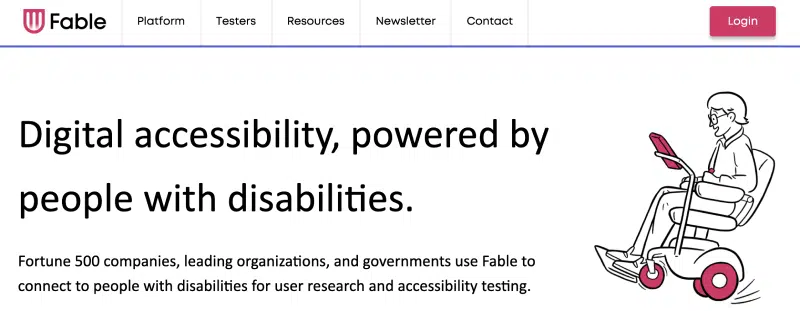 Fable
Platform
Testers
Resources
Newsletter
Contact
Login
Digital accessibility, powered by
people with disabilities.
Fortune 500 companies, leading organizations, and governments use Fable to
connect to people with disabilities for user research and accessibility testing.